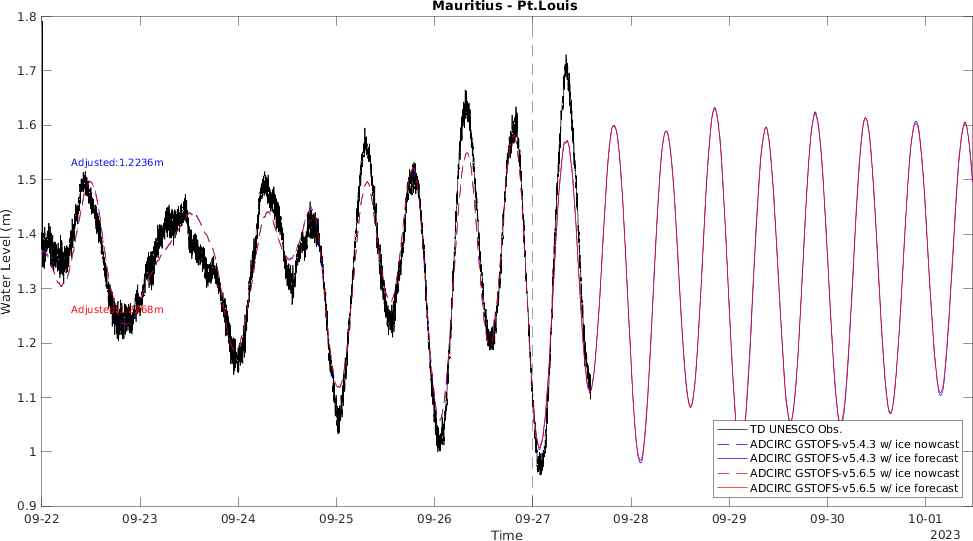 Mauritius - Pt.Louis
1.8
1.7
1.6
1.5
1.4
1.3
1.2
1.1
1
0.9
Water Level (m)
Adjusted:1.2236m
09-22
09-23
09-24
09-25
09-26
09-27
09-28
09-29
09-30
10-01
Time
2023
TD UNESCO Obs.
ADCIRC GSTOFS-v5.4.3 w/ ice nowcast
ADCIRC GSTOFS-v5.4.3 w/ ice forecast
ADCIRC GSTOFS-v5.6.5 w/ ice nowcast
ADCIRC GSTOFS-v5.6.5 w/ ice forecast